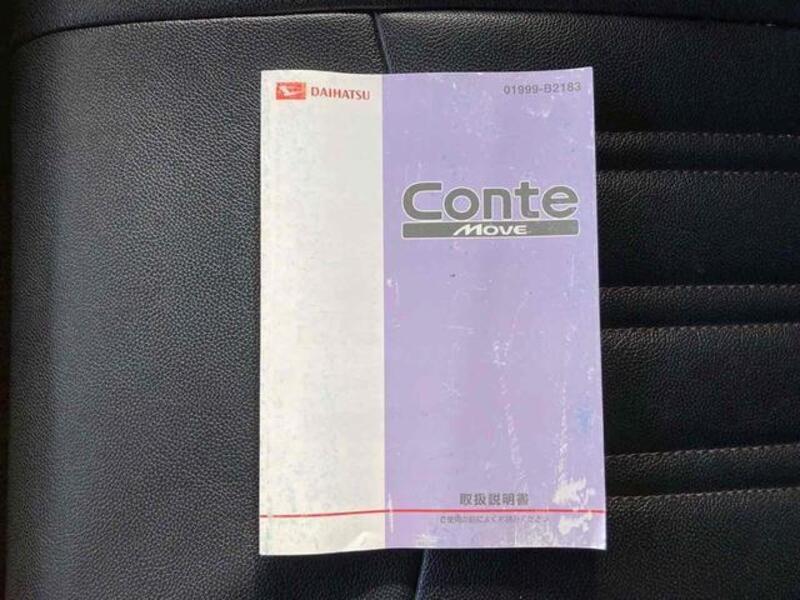 DAIHATSU
01999-B2183
Conte
MOVE
取扱説明書
ご使用の前によくお読みください